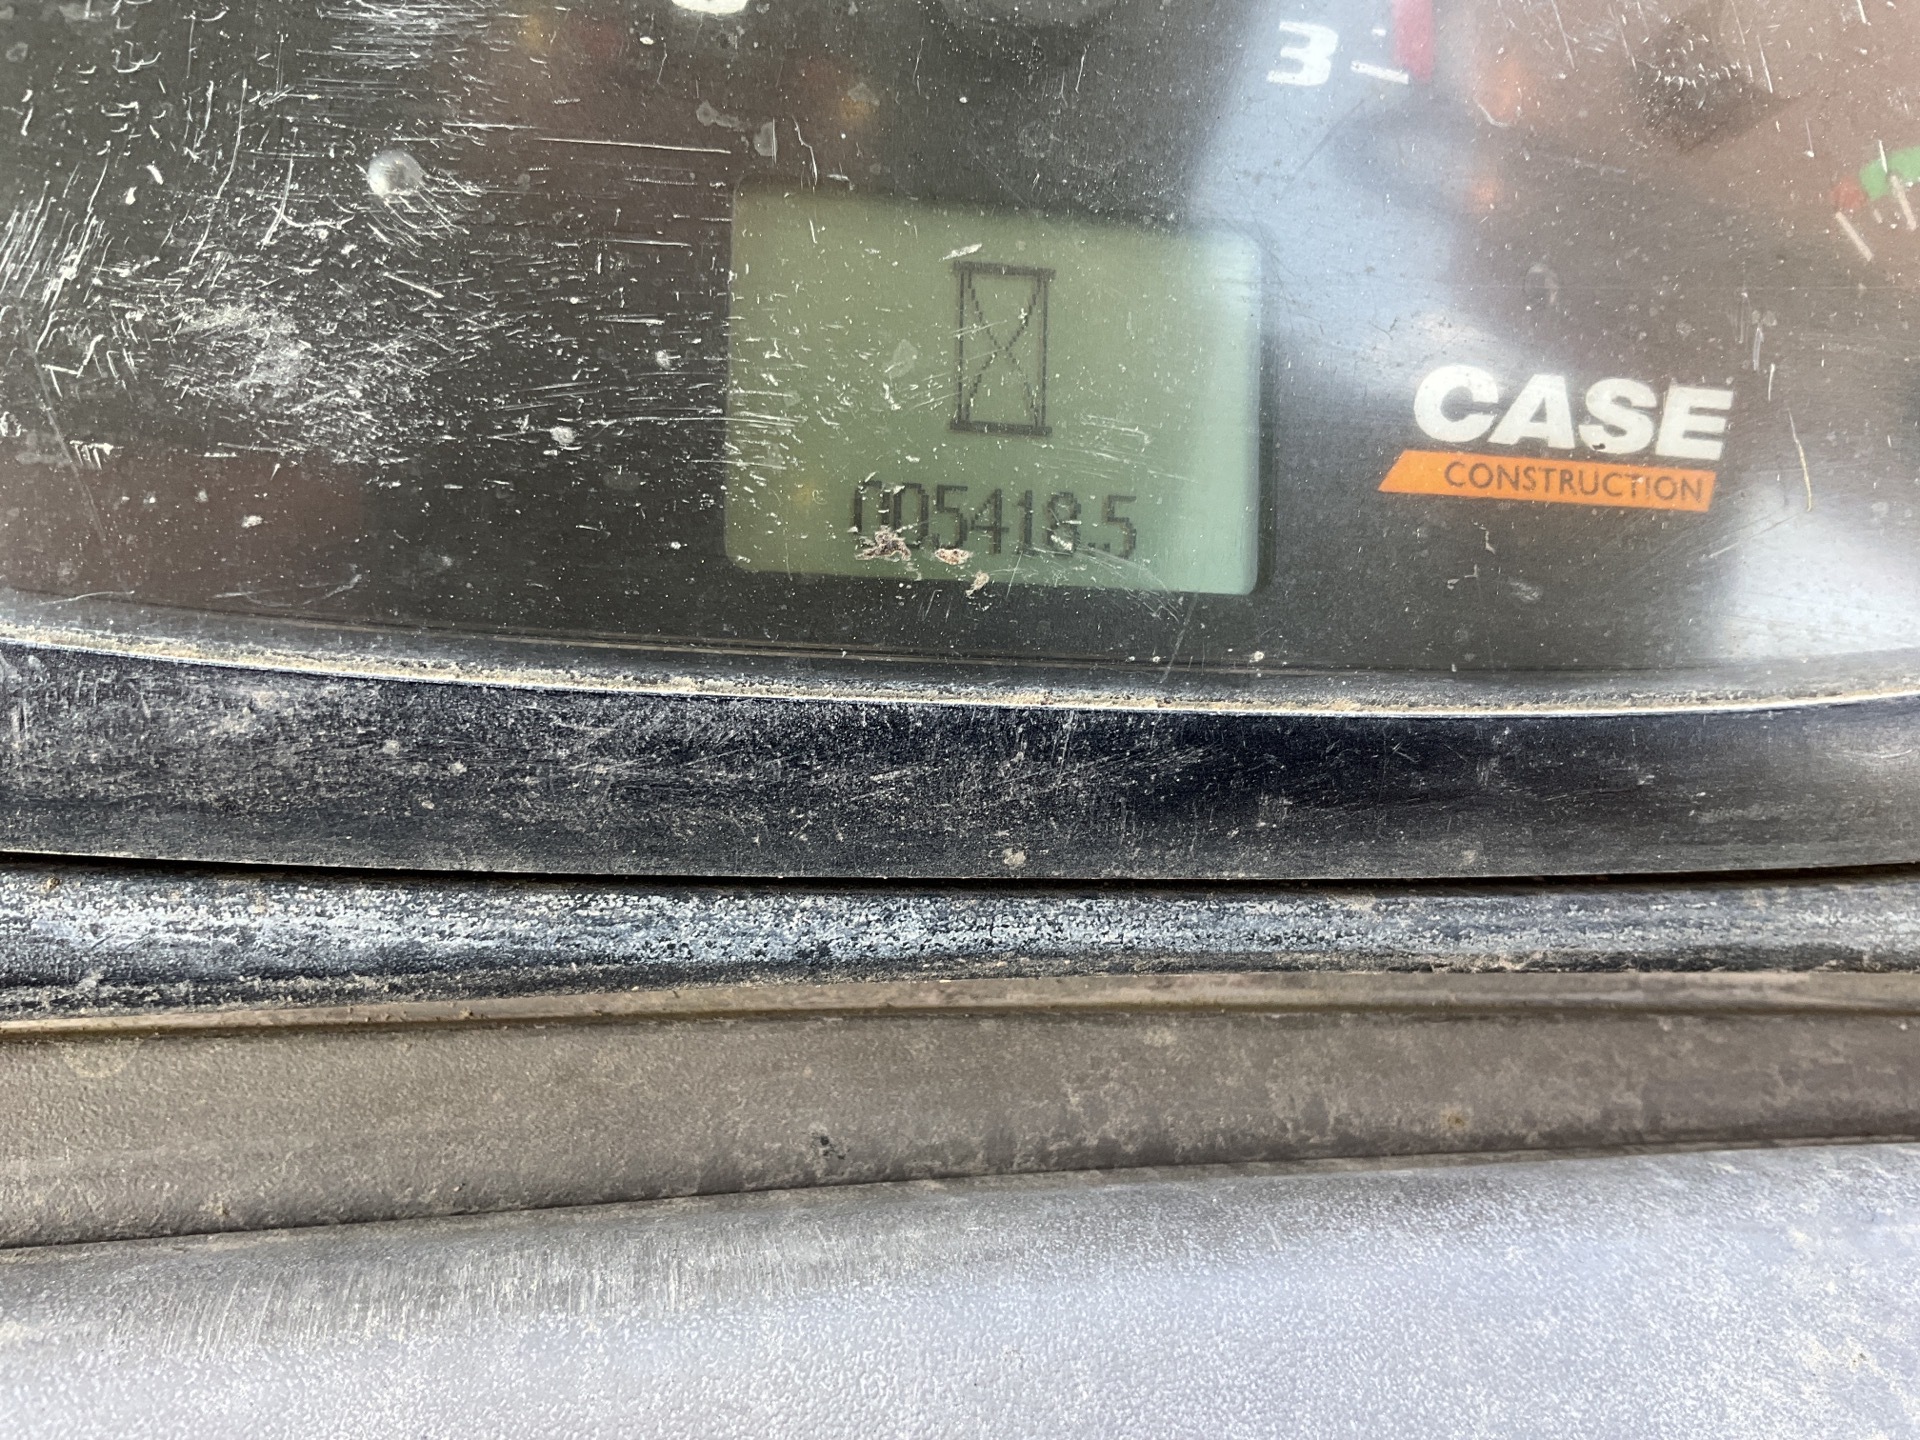 3
CASE
CONSTRUCTION
005418.5